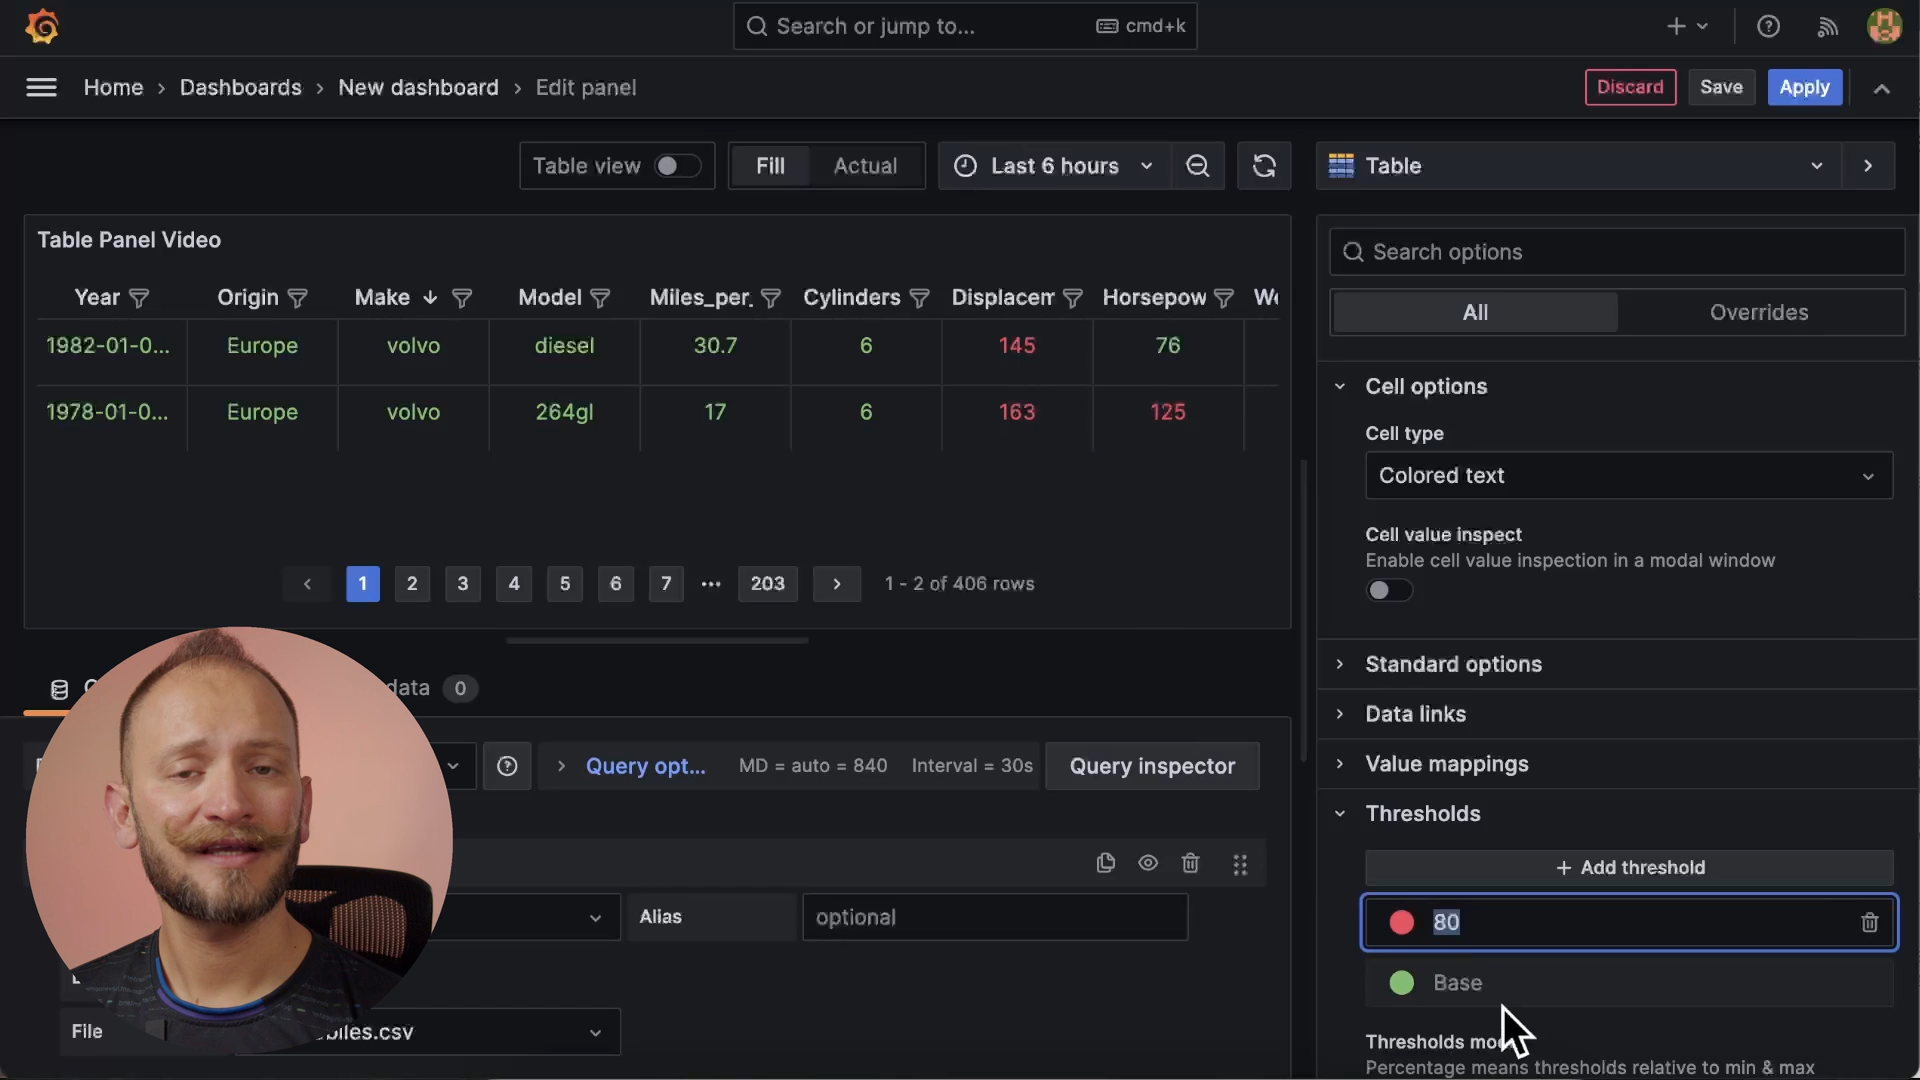 Search or jump to... cmd+k
Home › Dashboards › New dashboard › Edit panel
Discard Save Apply
Table view Fill Actual Last 6 hours
Table
Table Panel Video
Search options
Year Origin Make Model Miles_per_ Cylinders Displacem Horsepow We
All Overrides
1982-01-0... Europe volvo diesel 30.7 6 145 76
1978-01-0... Europe volvo 264gl 17 6 163 125
Cell options
Cell type
Colored text
Cell value inspect
Enable cell value inspection in a modal window
1 2 3 4 5 6 7 ... 203 1 - 2 of 406 rows
Standard options
data 0
Data links
Query opt... MD = auto = 840 Interval = 30s Query inspector
Value mappings
Thresholds
+ Add threshold
Alias optional
80
Base
File biles.csv
Thresholds mo
Percentage means thresholds relative to min & max